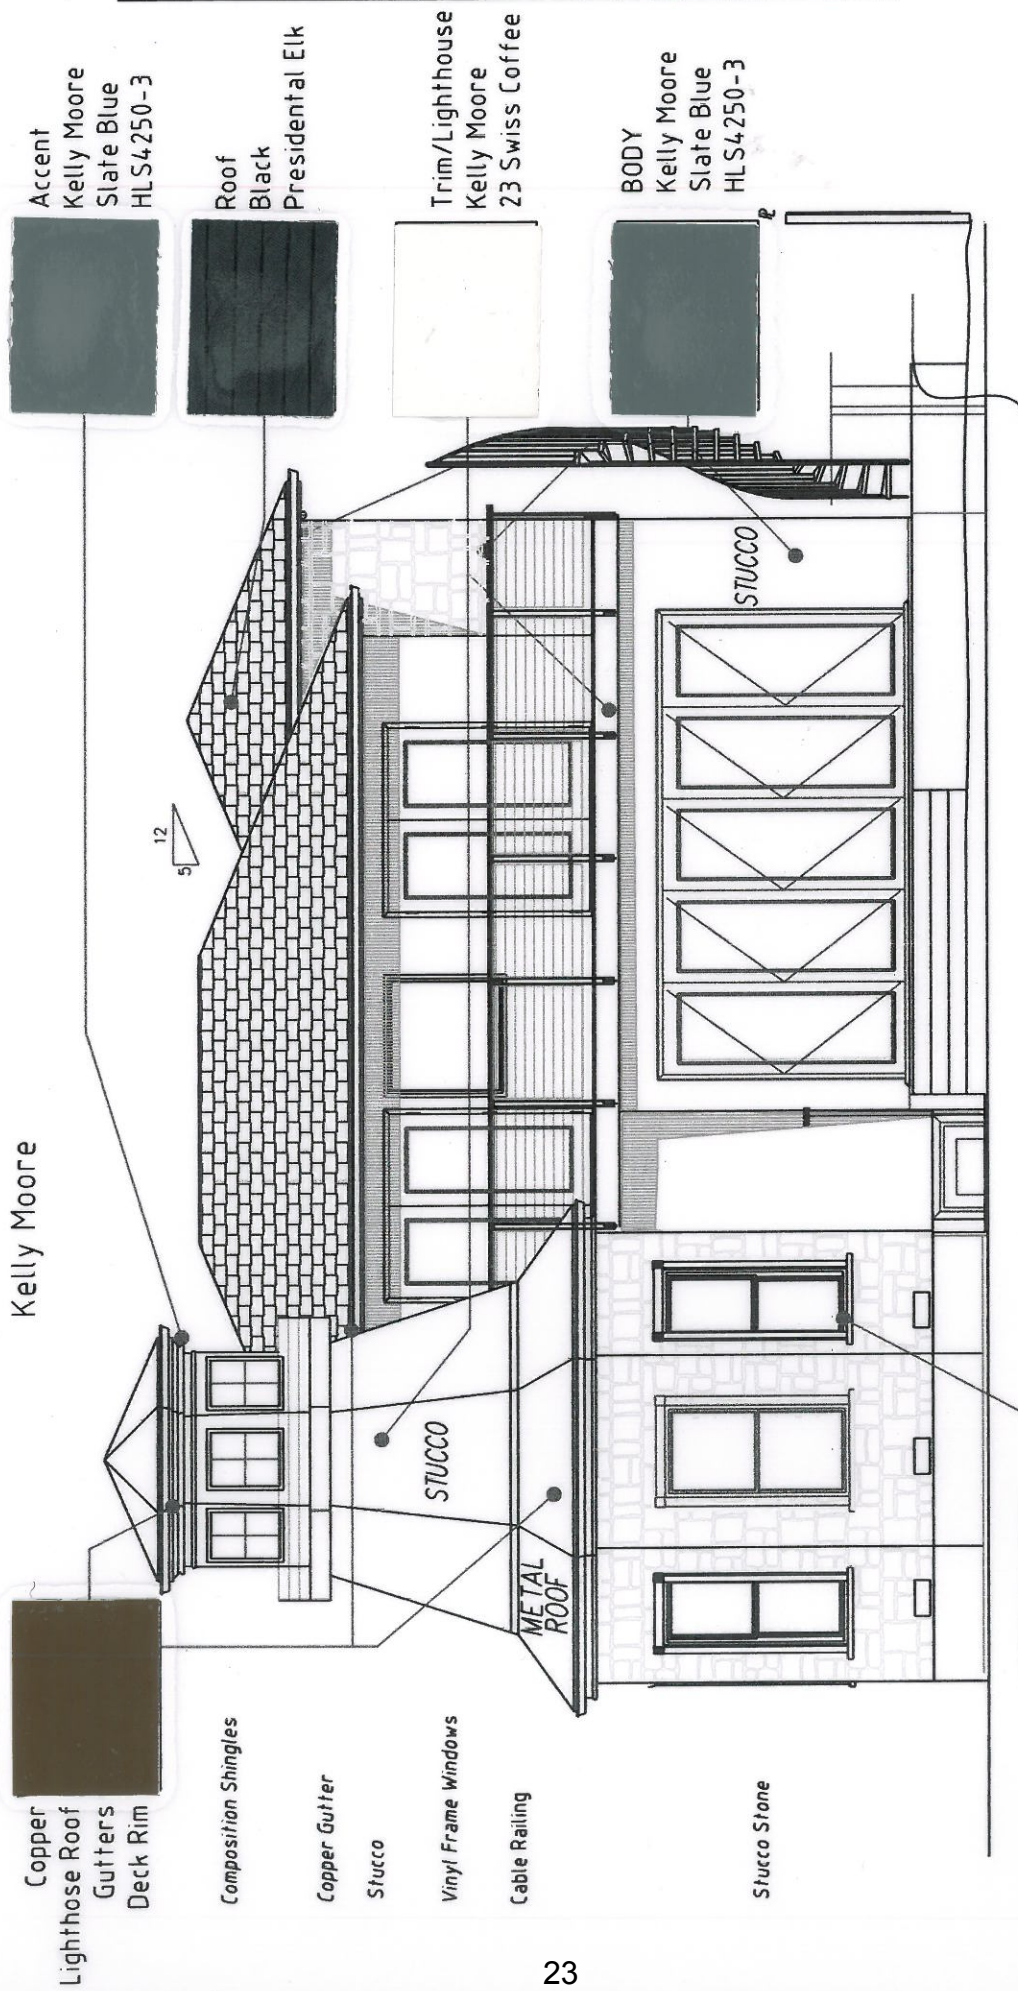 Kelly Moore
Copper
Lighthose Roof
Gutters
Deck Rim
Accent
Kelly Moore
Slate Blue
HLS4250-3
Roof
Black
Presidental Elk
Trim/Lighthouse
Kelly Moore
23 Swiss Coffee
BODY
Kelly Moore
Slate Blue
HLS4250-3
PL
12
5
Composition Shingles
Copper Gutter
Stucco
Vinyl Frame Windows
Cable Railing
Stucco Stone
STUCCO
METAL
ROOF
STUCCO
23